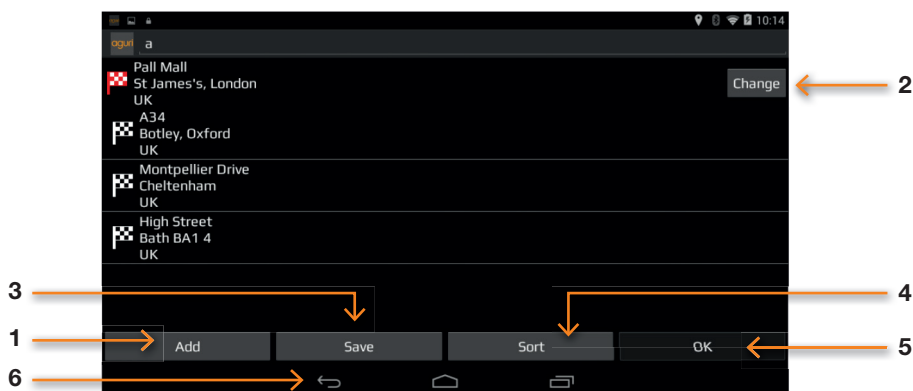 10:14
aguri a
Pall Mall
St James's, London
UK
Change
2
A34
Botley, Oxford
UK
Montpellier Drive
Cheltenham
UK
High Street
Bath BA1 4
UK
3
4
1
Add
Save
Sort
OK
5
6